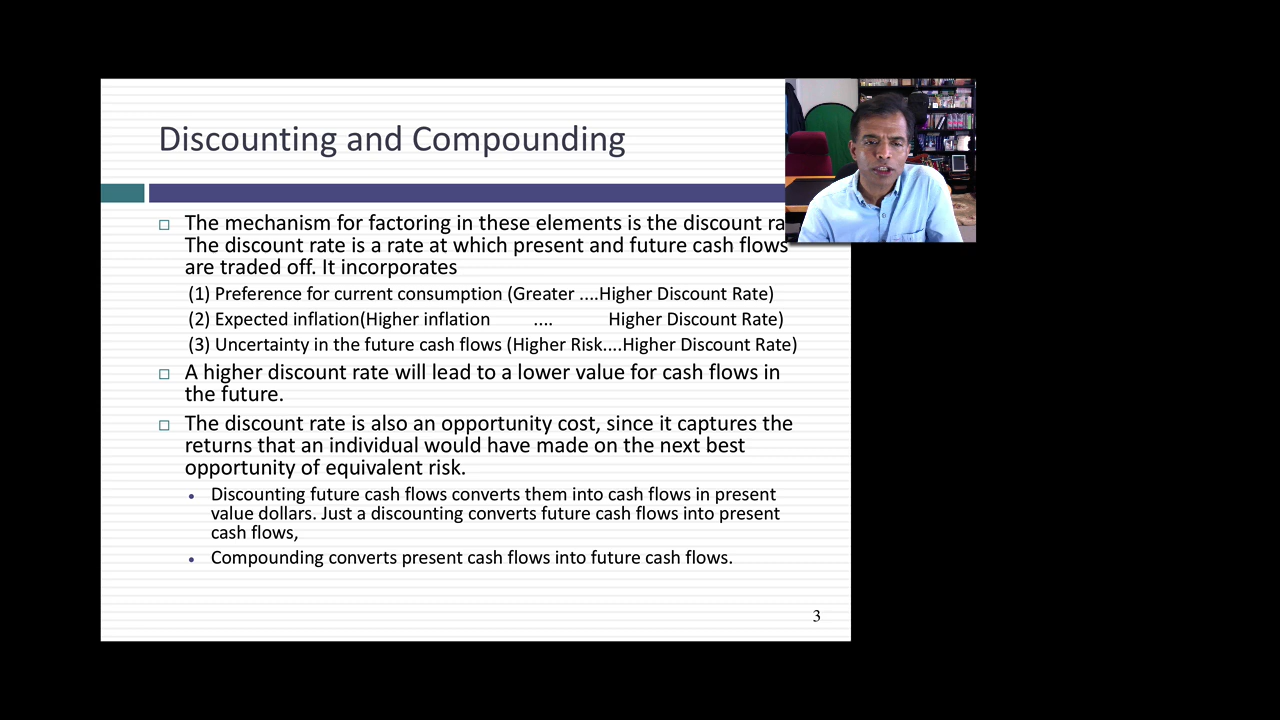 Discounting and Compounding
□ The mechanism for factoring in these elements is the discount ra
The discount rate is a rate at which present and future cash flows
are traded off. It incorporates
(1) Preference for current consumption (Greater ....Higher Discount Rate)
(2) Expected inflation(Higher inflation .... Higher Discount Rate)
(3) Uncertainty in the future cash flows (Higher Risk....Higher Discount Rate)
□ A higher discount rate will lead to a lower value for cash flows in
the future.
□ The discount rate is also an opportunity cost, since it captures the
returns that an individual would have made on the next best
opportunity of equivalent risk.
• Discounting future cash flows converts them into cash flows in present
value dollars. Just a discounting converts future cash flows into present
cash flows,
• Compounding converts present cash flows into future cash flows.
3